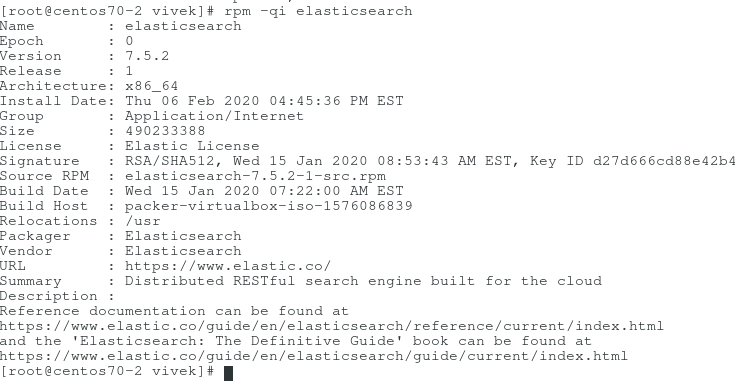 [root@centos70-2 vivek]# rpm -qi elasticsearch
Name        : elasticsearch
Epoch       : 0
Version     : 7.5.2
Release     : 1
Architecture: x86_64
Install Date: Thu 06 Feb 2020 04:45:36 PM EST
Group       : Application/Internet
Size        : 490233388
License     : Elastic License
Signature   : RSA/SHA512, Wed 15 Jan 2020 08:53:43 AM EST, Key ID d27d666cd88e42b4
Source RPM  : elasticsearch-7.5.2-1-src.rpm
Build Date  : Wed 15 Jan 2020 07:22:00 AM EST
Build Host  : packer-virtualbox-iso-1576086839
Relocations : /usr
Packager    : Elasticsearch
Vendor      : Elasticsearch
URL         : https://www.elastic.co/
Summary     : Distributed RESTful search engine built for the cloud
Description :
Reference documentation can be found at
https://www.elastic.co/guide/en/elasticsearch/reference/current/index.html
and the 'Elasticsearch: The Definitive Guide' book can be found at
https://www.elastic.co/guide/en/elasticsearch/guide/current/index.html
[root@centos70-2 vivek]#